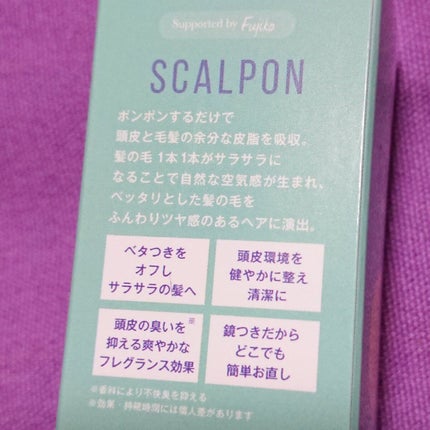 Supported by Fujiko
SCALPON
ポンポンするだけで
頭皮と毛髪の余分な皮脂を吸収。
髪の毛 1本1本がサラサラに
なることで自然な空気感が生まれ、
ベッタリとした髪の毛を
ふんわりツヤ感のあるヘアに演出。
ベタつきを
オフし
サラサラの髪へ
頭皮環境を
健やかに整え
清潔に
頭皮の臭いを※
抑える爽やかな
フレグランス効果
鏡つきだから
どこでも
簡単お直し
※香料により不快臭を抑える
※効果・持続時間には個人差があります